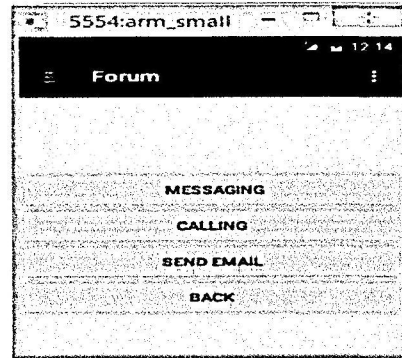 5554:arm_small
12:14
Forum
MESSAGING
CALLING
SEND EMAIL
BACK